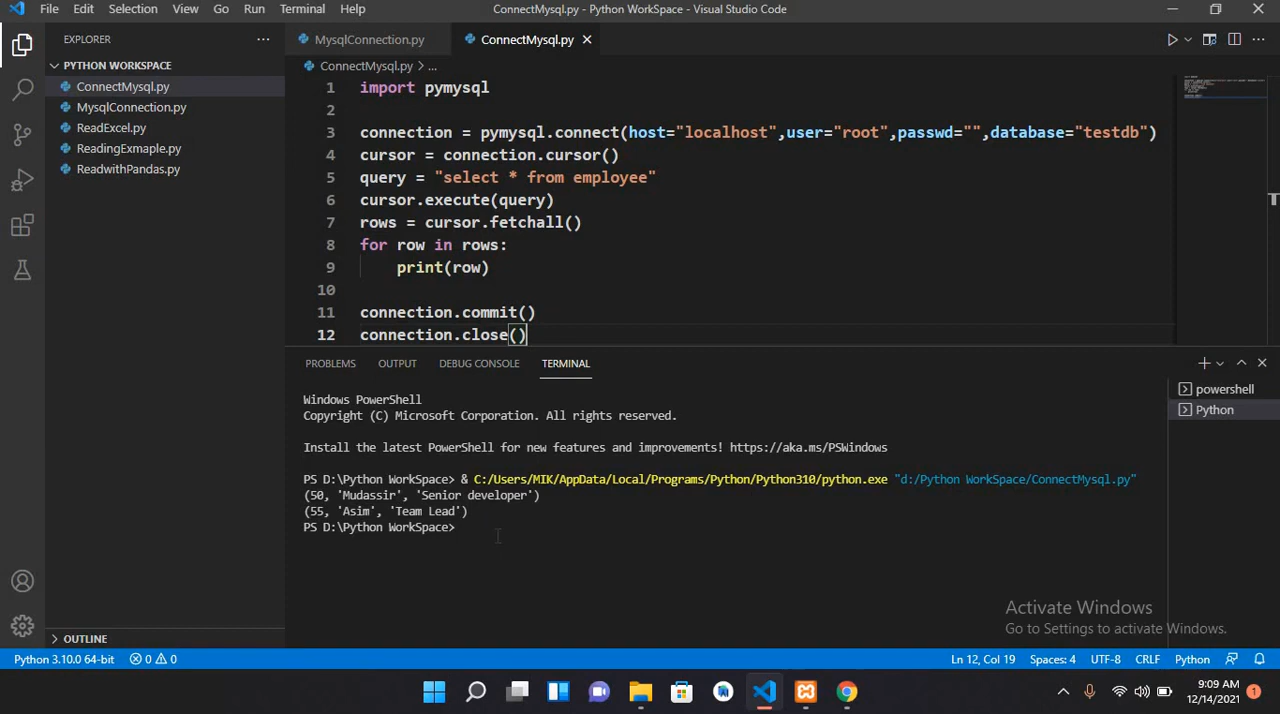 File Edit Selection View Go Run Terminal Help ConnectMysql.py - Python WorkSpace - Visual Studio Code
EXPLORER
PYTHON WORKSPACE
ConnectMysql.py
MysqlConnection.py
ReadExcel.py
ReadingExmaple.py
ReadwithPandas.py
OUTLINE
MysqlConnection.py ConnectMysql.py
ConnectMysql.py > ...
1 import pymysql
2
3 connection = pymysql.connect(host="localhost",user="root",passwd="",database="testdb")
4 cursor = connection.cursor()
5 query = "select * from employee"
6 cursor.execute(query)
7 rows = cursor.fetchall()
8 for row in rows:
9 print(row)
10
11 connection.commit()
12 connection.close()
PROBLEMS OUTPUT DEBUG CONSOLE TERMINAL
powershell
Python
Windows PowerShell
Copyright (C) Microsoft Corporation. All rights reserved.
Install the latest PowerShell for new features and improvements! https://aka.ms/PSWindows
PS D:\Python WorkSpace> & C:/Users/MIK/AppData/Local/Programs/Python/Python310/python.exe "d:/Python WorkSpace/ConnectMysql.py"
(50, 'Mudassir', 'Senior developer')
(55, 'Asim', 'Team Lead')
PS D:\Python WorkSpace>
Activate Windows
Go to Settings to activate Windows.
Python 3.10.0 64-bit 0 0 Ln 12, Col 19 Spaces: 4 UTF-8 CRLF Python
9:09 AM
12/14/2021
1